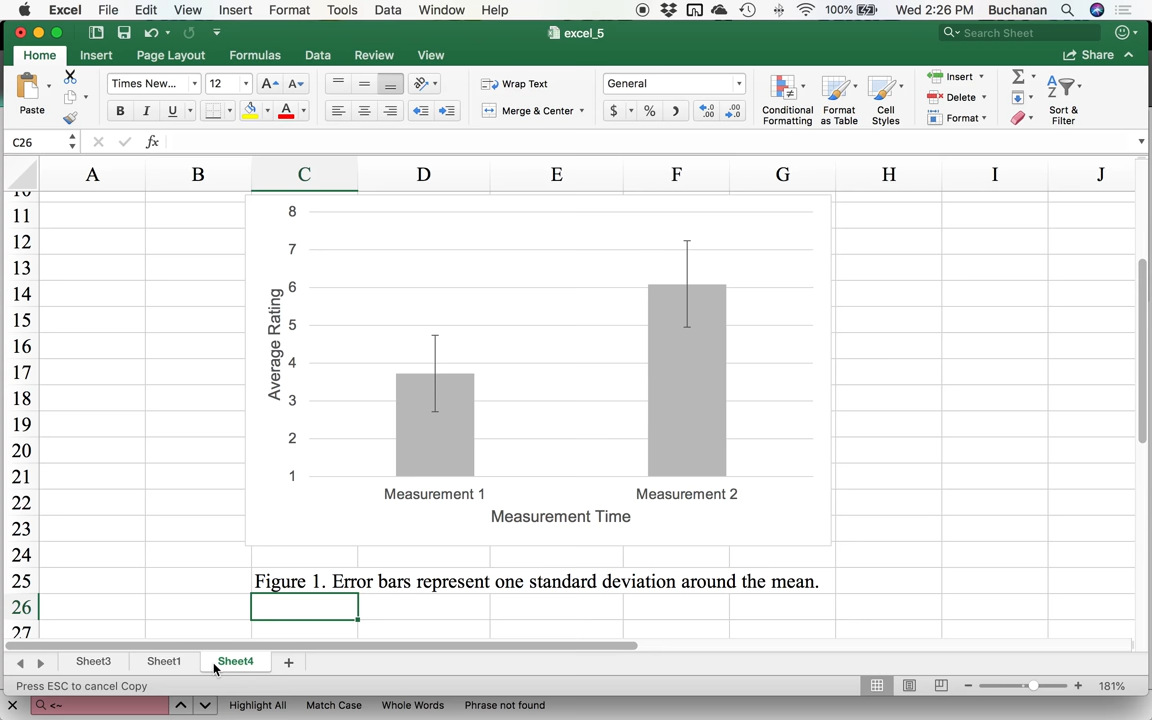 Excel File Edit View Insert Format Tools Data Window Help 100% Wed 2:26 PM Buchanan
excel_5
Search Sheet
Home Insert Page Layout Formulas Data Review View Share
Paste
Times New... 12
B I U A
Wrap Text
Merge & Center
General
$ % )
Conditional Formatting
Format as Table
Cell Styles
Insert
Delete
Format
Sort & Filter
C26 fx
A B C D E F G H I J
10
11
12
13
14
15
16
17
18
19
20
21
22
23
24
25
26
27
8
7
6
5
4
3
2
1
Average Rating
Measurement 1 Measurement 2
Measurement Time
Figure 1. Error bars represent one standard deviation around the mean.
Sheet3 Sheet1 Sheet4 +
Press ESC to cancel Copy 181%
<~ Highlight All Match Case Whole Words Phrase not found